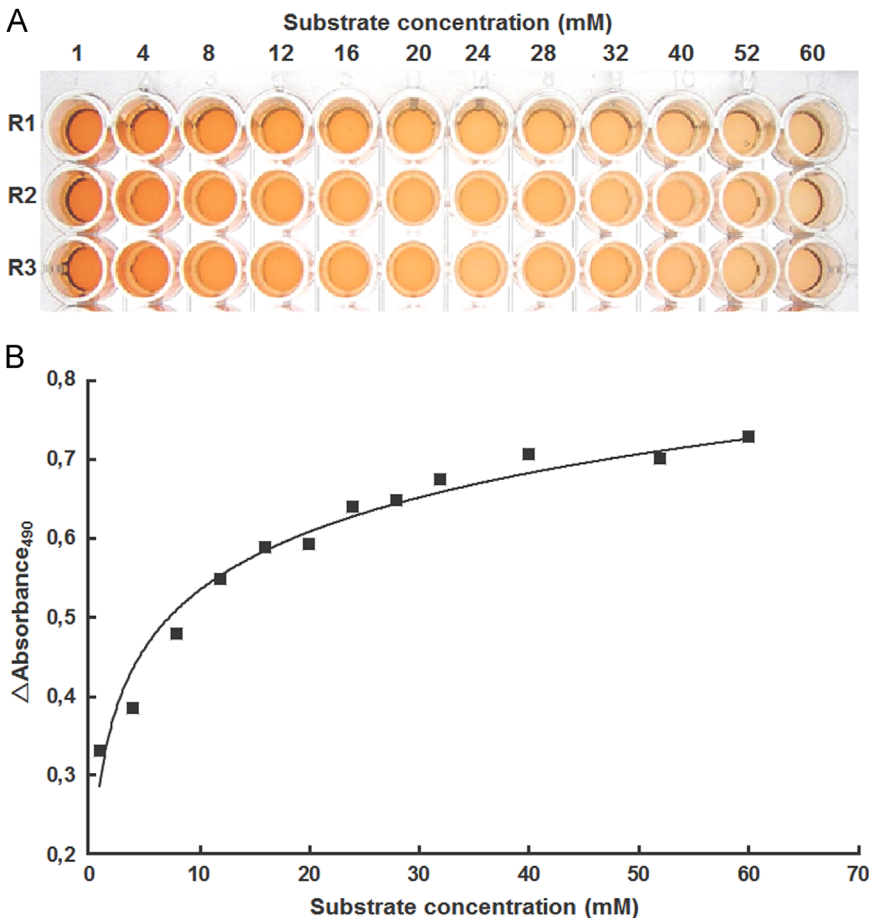 A
Substrate concentration (mM)
1 4 8 12 16 20 24 28 32 40 52 60
R1
R2
R3
B
0,8
0,7
0,6
0,5
0,4
0,3
0,2
△Absorbance490
0 10 20 30 40 50 60 70
Substrate concentration (mM)